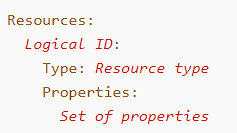 Resources:
Logical ID:
Type: Resource type
Properties:
Set of properties